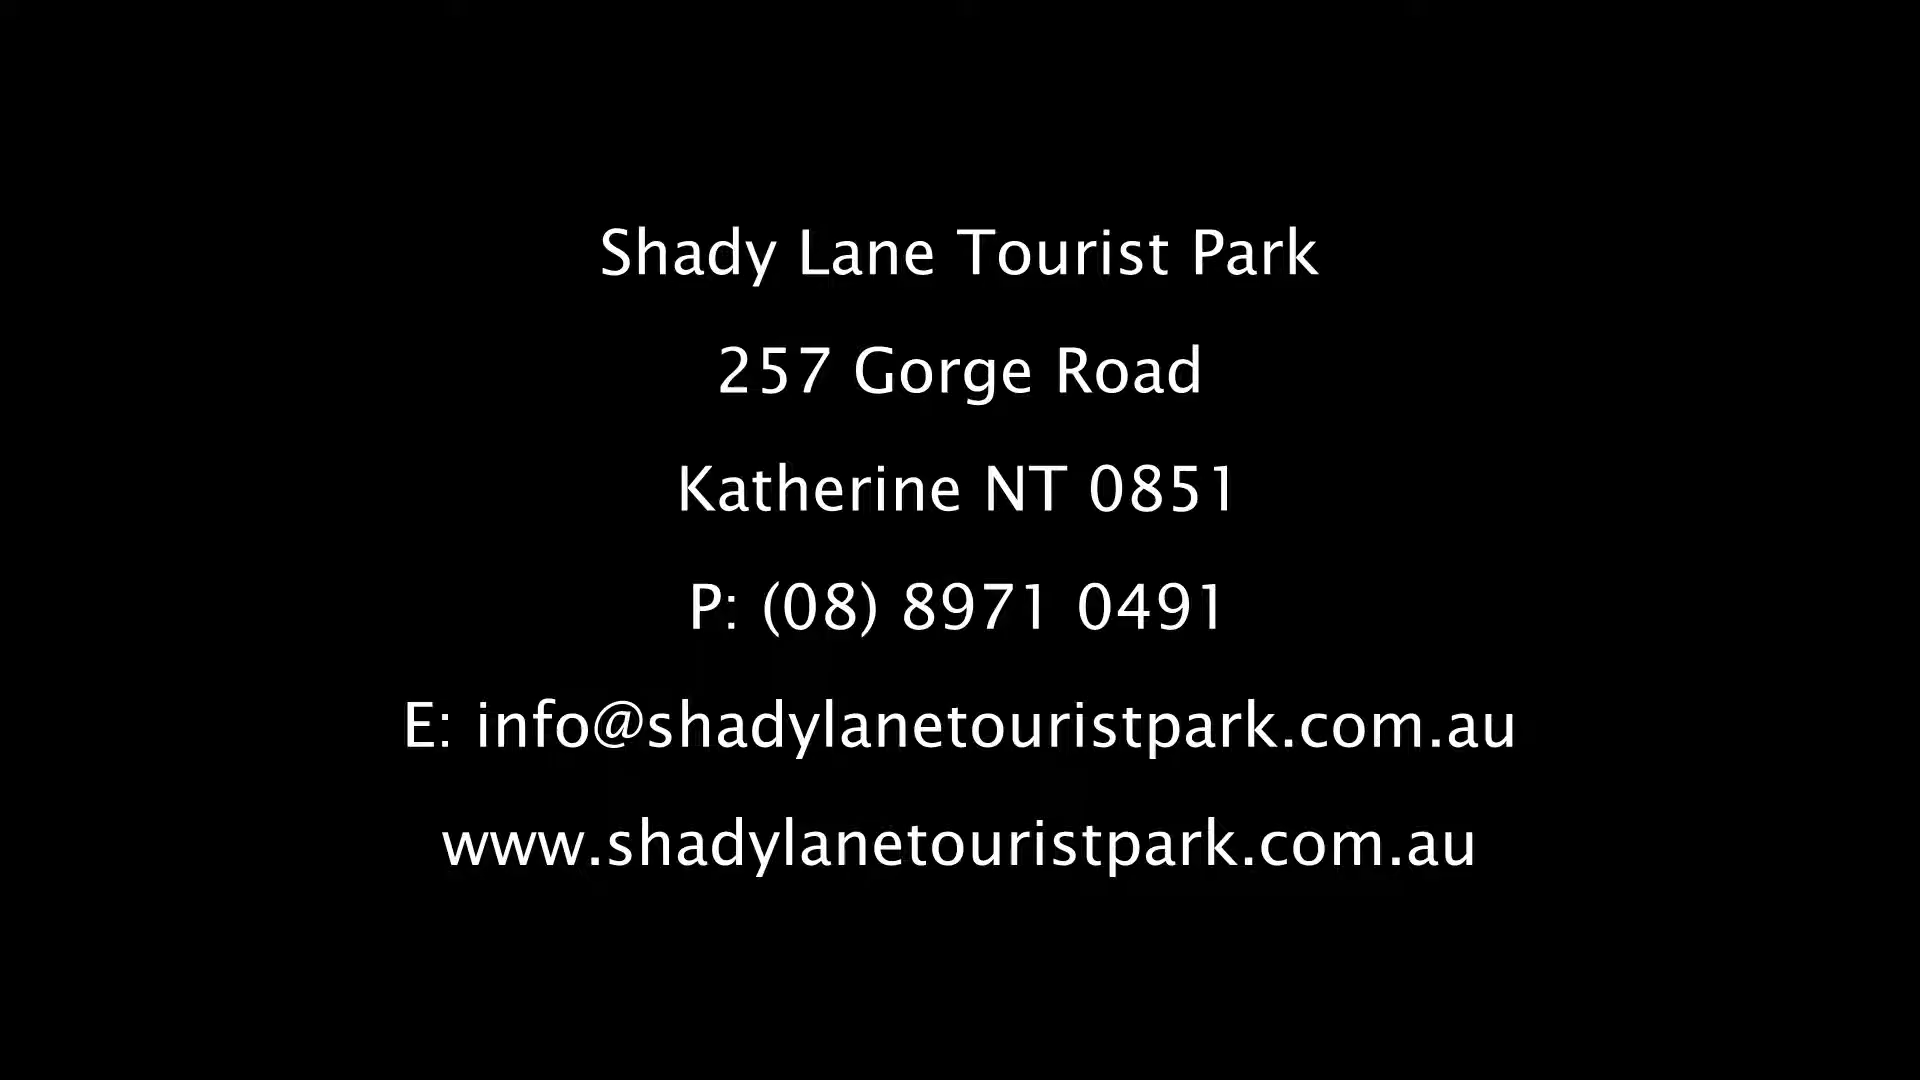 Shady Lane Tourist Park
257 Gorge Road
Katherine NT 0851
P: (08) 8971 0491
E: info@shadylanetouristpark.com.au
www.shadylanetouristpark.com.au